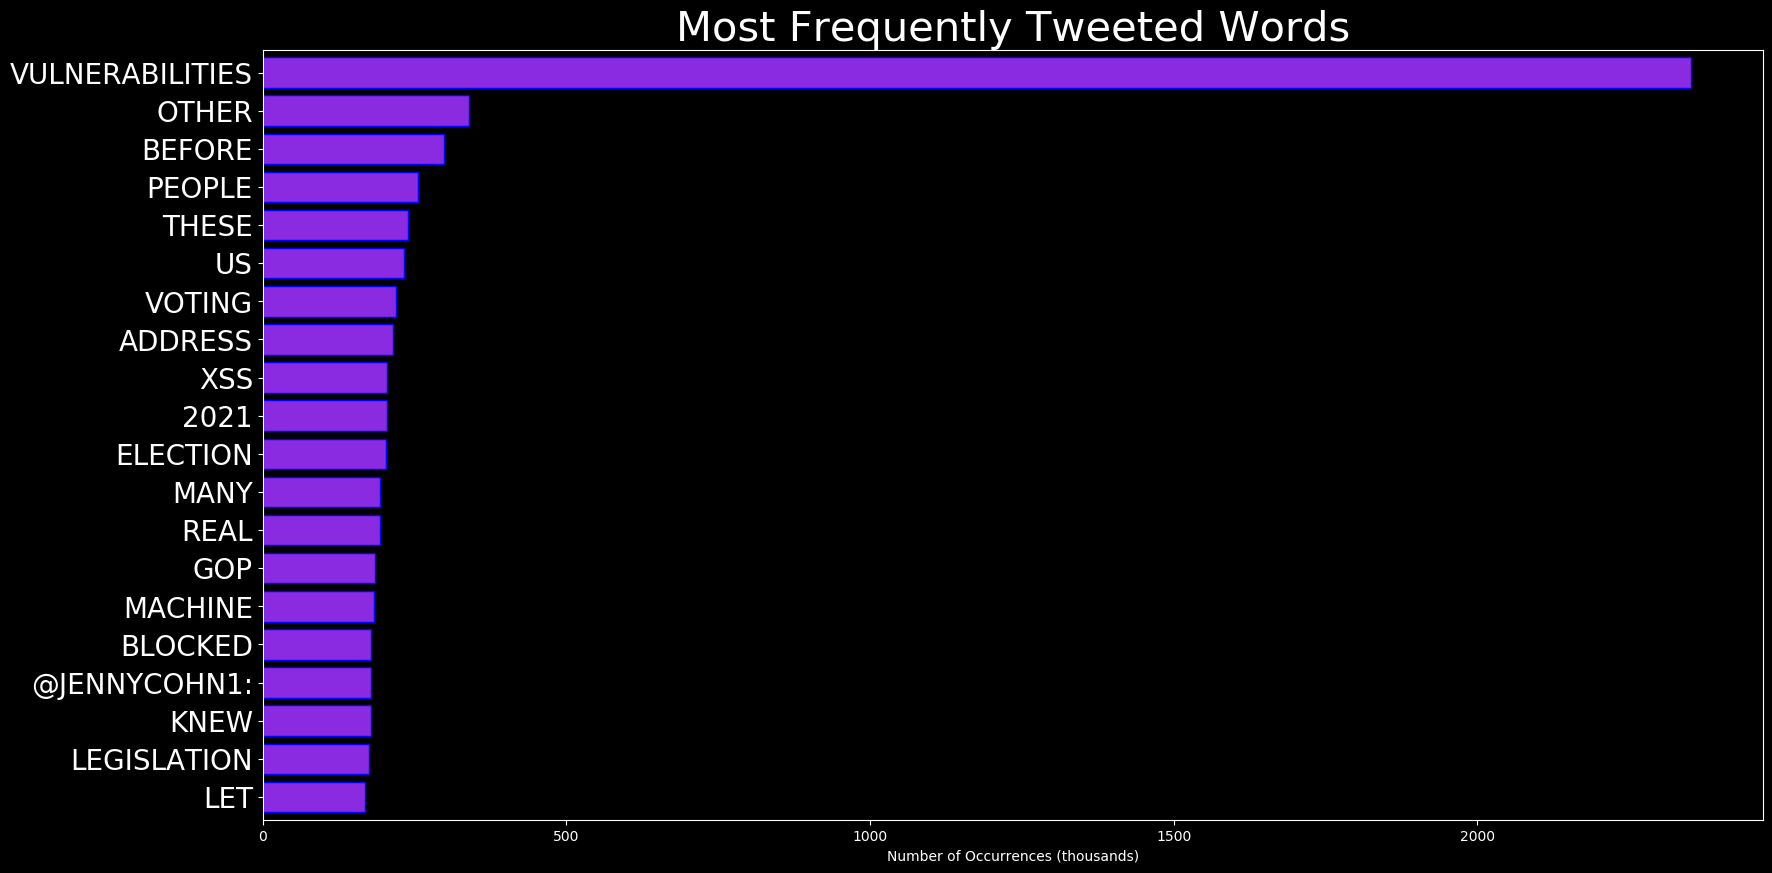 Most Frequently Tweeted Words
VULNERABILITIES
OTHER
BEFORE
PEOPLE
THESE
US
VOTING
ADDRESS
XSS
2021
ELECTION
MANY
REAL
GOP
MACHINE
BLOCKED
@JENNYCOHN1:
KNEW
LEGISLATION
LET
0 500 1000 1500 2000
Number of Occurrences (thousands)